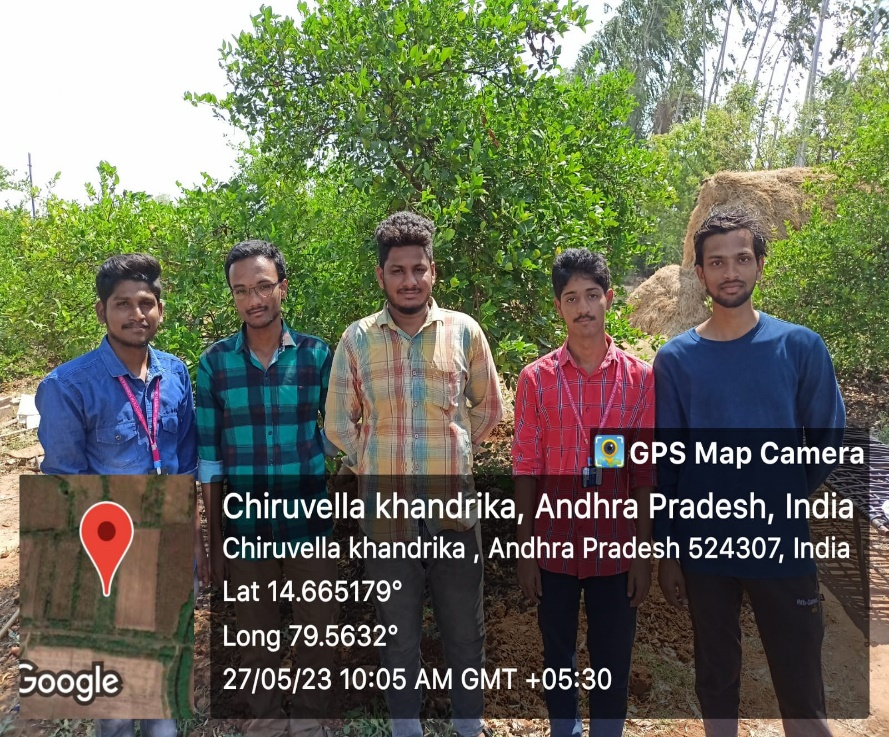 GPS Map Camera
Chiruvella khandrika, Andhra Pradesh, India
Chiruvella khandrika , Andhra Pradesh 524307, India
Lat 14.665179°
Long 79.5632°
27/05/23 10:05 AM GMT +05:30
Google